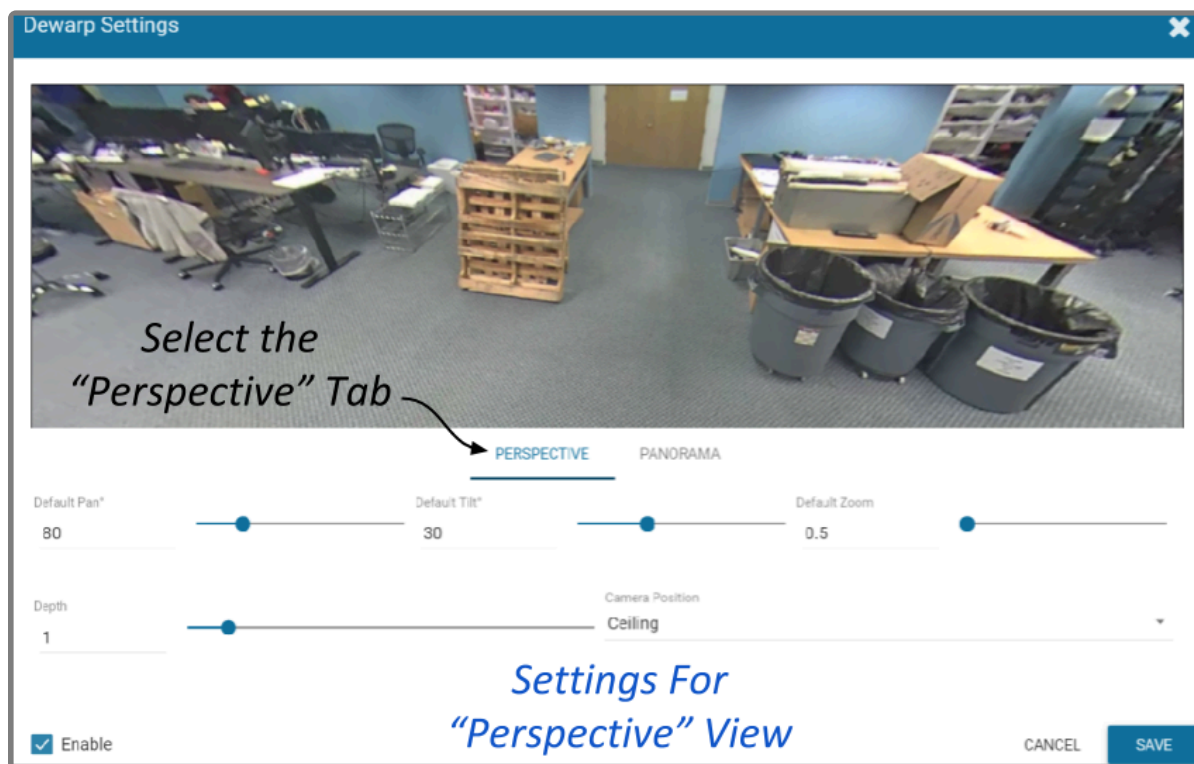 Dewarp Settings
Select the
“Perspective” Tab
PERSPECTIVE PANORAMA
Default Pan° Default Tilt° Default Zoom
80 30 0.5
Depth Camera Position
1 Ceiling
Settings For
“Perspective” View
Enable CANCEL SAVE